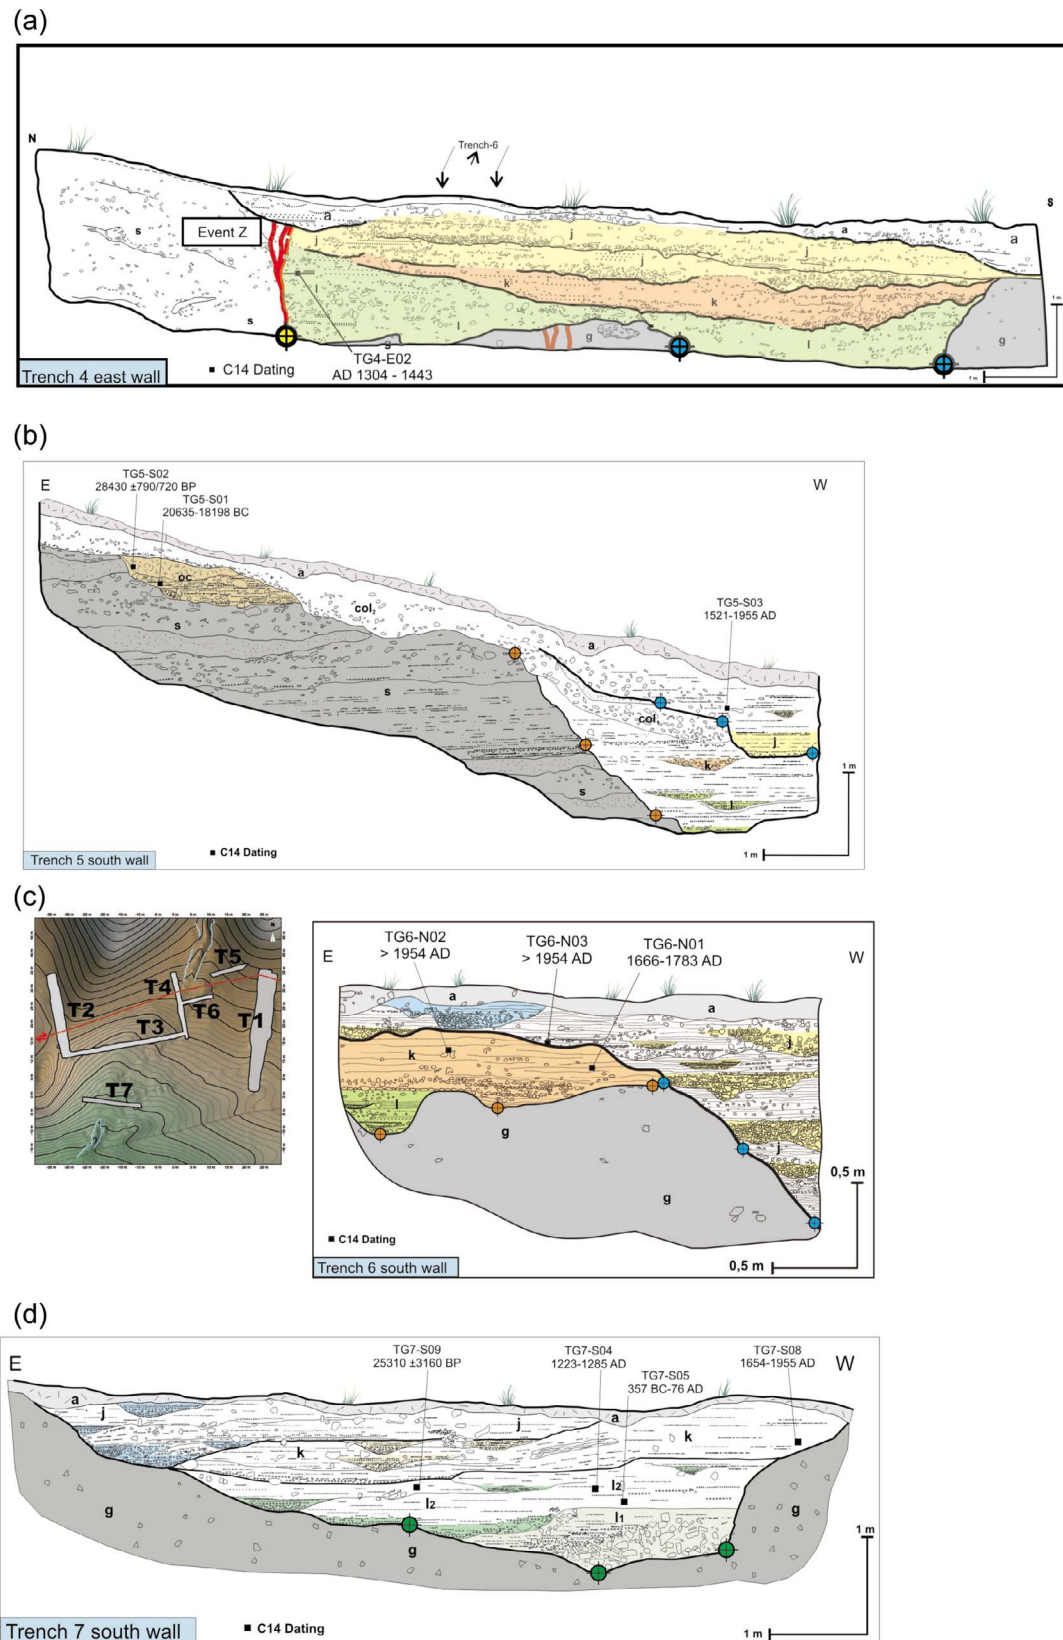 (a)
N
Trench-6
S
Event Z
s
a
a
a
j
j
j
j
k
k
s
l
l
g
g
g
1 m
TG4-E02
AD 1304 - 1443
C14 Dating
Trench 4 east wall
1 m
(b)
E
TG5-S02
28430 ±790/720 BP
TG5-S01
20635-18198 BC
W
oc
a
col2
TG5-S03
1521-1955 AD
s
a
s
col1
j
k
s
l
1 m
C14 Dating
Trench 5 south wall
1 m
(c)
T5
T4
T2
T6
T3
T1
T7
E
TG6-N02
> 1954 AD
TG6-N03
> 1954 AD
TG6-N01
1666-1783 AD
W
a
a
k
j
l
g
j
g
0,5 m
C14 Dating
0,5 m
Trench 6 south wall
(d)
E
TG7-S09
25310 ±3160 BP
TG7-S04
1223-1285 AD
TG7-S05
357 BC-76 AD
TG7-S08
1654-1955 AD
W
a
j
j
a
k
k
l2
l2
l1
g
g
g
1 m
C14 Dating
Trench 7 south wall
1 m